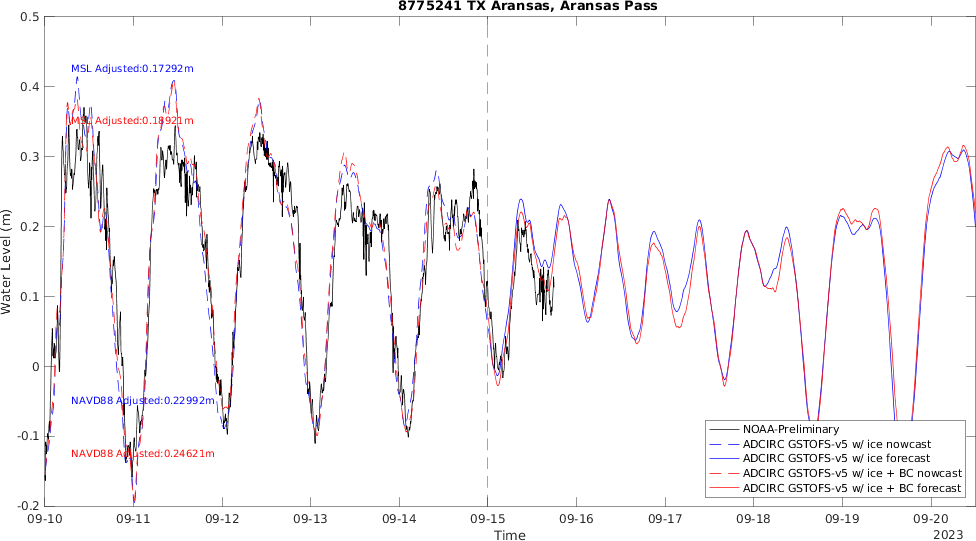 8775241 TX Aransas, Aransas Pass
0.5
0.4
0.3
0.2
0.1
0
-0.1
-0.2
Water Level (m)
MSL Adjusted:0.17292m
MSL Adjusted:0.18921m
NAVD88 Adjusted:0.22992m
NAVD88 Adjusted:0.24621m
NOAA-Preliminary
ADCIRC GSTOFS-v5 w/ ice nowcast
ADCIRC GSTOFS-v5 w/ ice forecast
ADCIRC GSTOFS-v5 w/ ice + BC nowcast
ADCIRC GSTOFS-v5 w/ ice + BC forecast
09-10 09-11 09-12 09-13 09-14 09-15 09-16 09-17 09-18 09-19 09-20
Time
2023